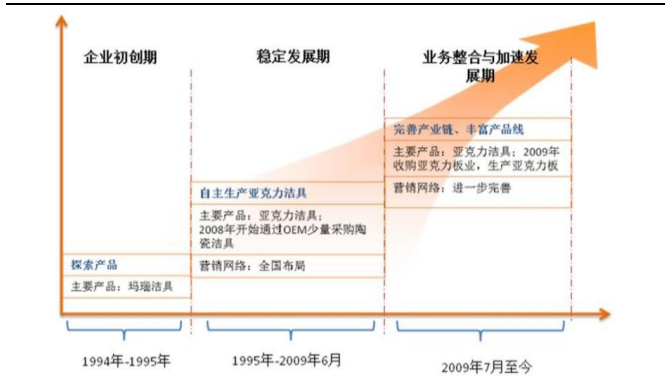 企业初创期
稳定发展期
业务整合与加速发
展期
完善产业链、丰富产品线
主要产品：亚克力洁具；2009年
收购亚克力板业，生产亚克力板
营销网络：进一步完善
自主生产亚克力洁具
主要产品：亚克力洁具；
2008年开始通过OEM少量采购陶
瓷洁具
营销网络：全国布局
探索产品
主要产品：玛瑙洁具
1994年-1995年
1995年-2009年6月
2009年7月至今